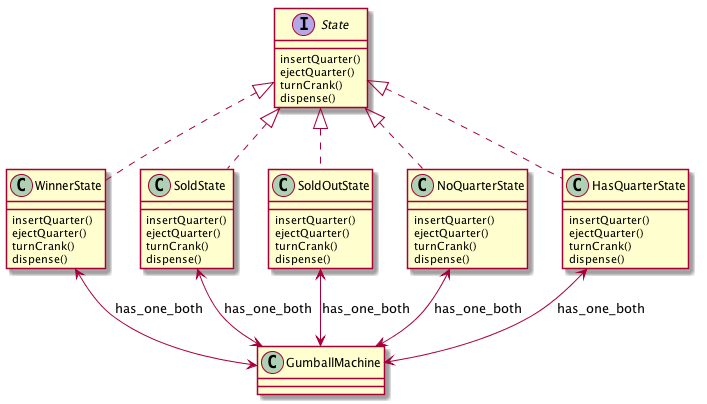 I State
insertQuarter()
ejectQuarter()
turnCrank()
dispense()
C WinnerState
insertQuarter()
ejectQuarter()
turnCrank()
dispense()
C SoldState
insertQuarter()
ejectQuarter()
turnCrank()
dispense()
C SoldOutState
insertQuarter()
ejectQuarter()
turnCrank()
dispense()
C NoQuarterState
insertQuarter()
ejectQuarter()
turnCrank()
dispense()
C HasQuarterState
insertQuarter()
ejectQuarter()
turnCrank()
dispense()
has_one_both
has_one_both
has_one_both
has_one_both
has_one_both
C GumballMachine